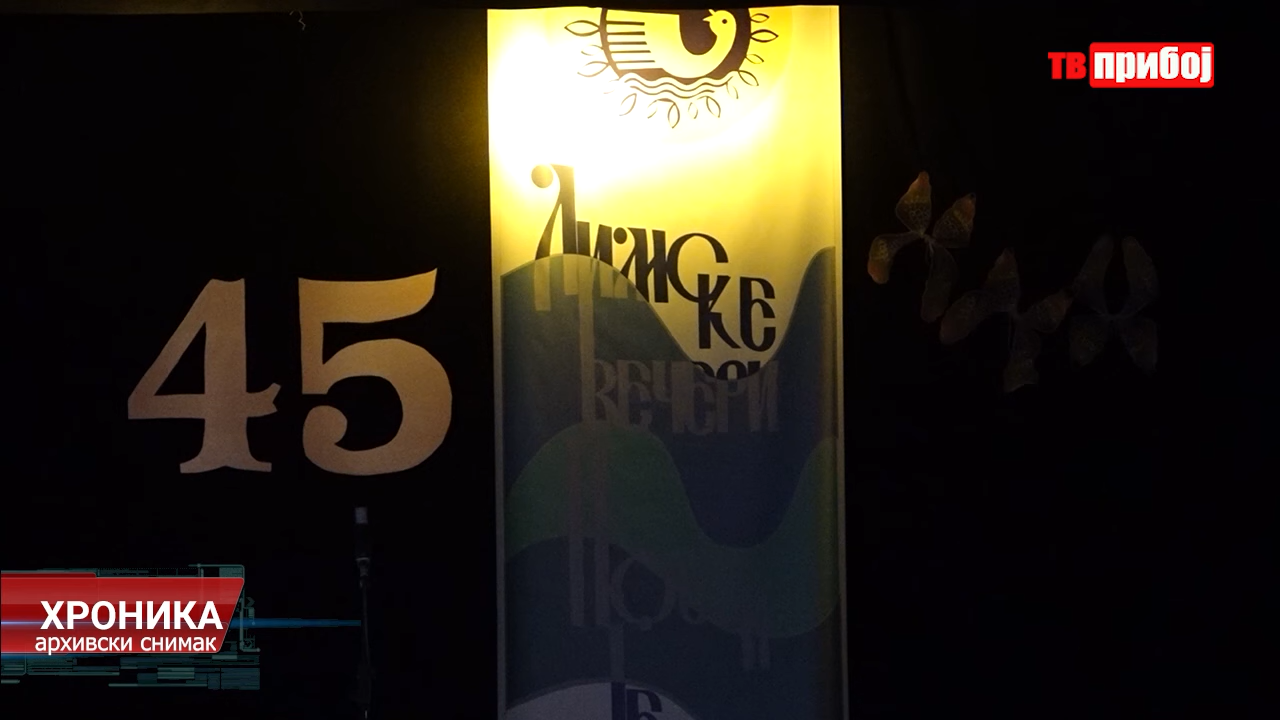 ТВ прибој
45
Лимске
вечери
ХРОНИКА
архивски снимак